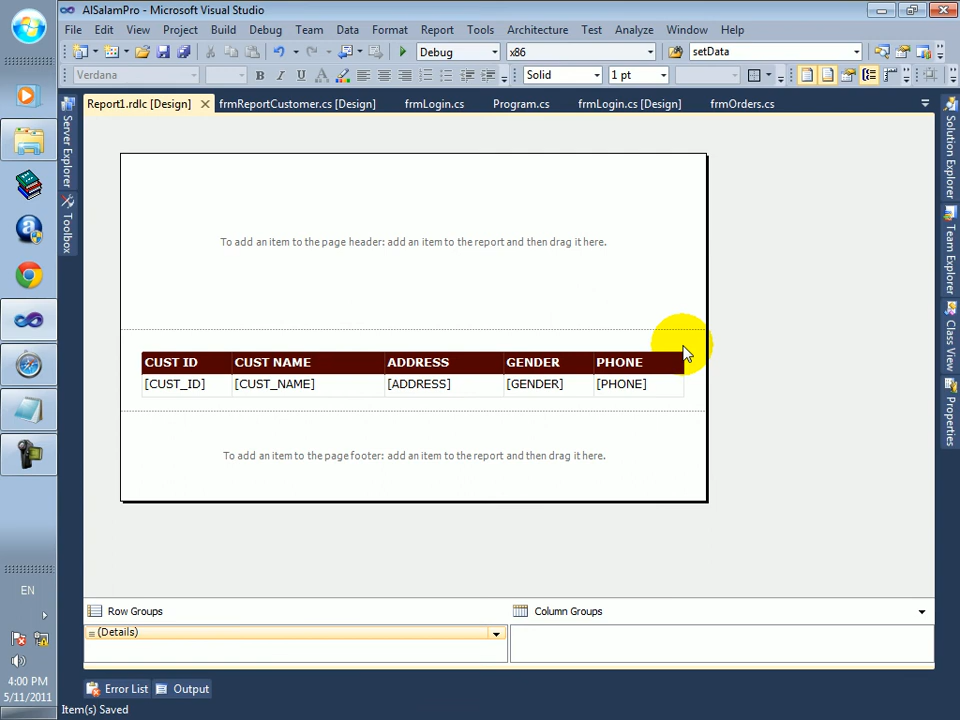 AlSalamPro - Microsoft Visual Studio
File Edit View Project Build Debug Team Data Format Report Tools Architecture Test Analyze Window Help
Debug x86 setData
Verdana B I U A Solid 1 pt
Report1.rdlc [Design] frmReportCustomer.cs [Design] frmLogin.cs Program.cs frmLogin.cs [Design] frmOrders.cs
Server Explorer
Toolbox
Solution Explorer
Team Explorer
Class View
Properties
To add an item to the page header: add an item to the report and then drag it here.
CUST ID CUST NAME ADDRESS GENDER PHONE
[CUST_ID] [CUST_NAME] [ADDRESS] [GENDER] [PHONE]
To add an item to the page footer: add an item to the report and then drag it here.
Row Groups Column Groups
(Details)
Error List Output
Item(s) Saved
EN
4:00 PM
5/11/2011